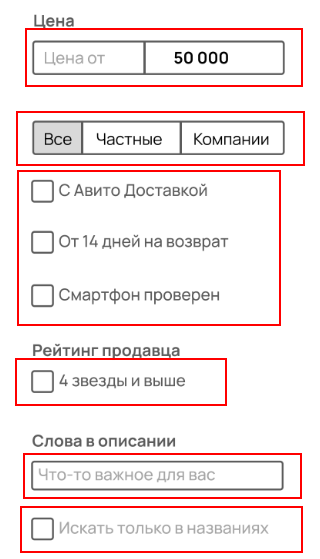 Цена
Цена от 50 000
Все Частные Компании
С Авито Доставкой
От 14 дней на возврат
Смартфон проверен
Рейтинг продавца
4 звезды и выше
Слова в описании
Что-то важное для вас
Искать только в названиях